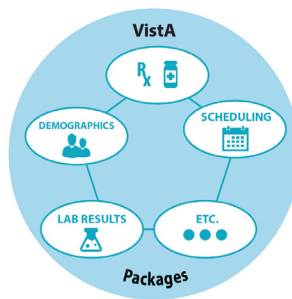 VistA
Rx
DEMOGRAPHICS
SCHEDULING
LAB RESULTS
ETC.
Packages